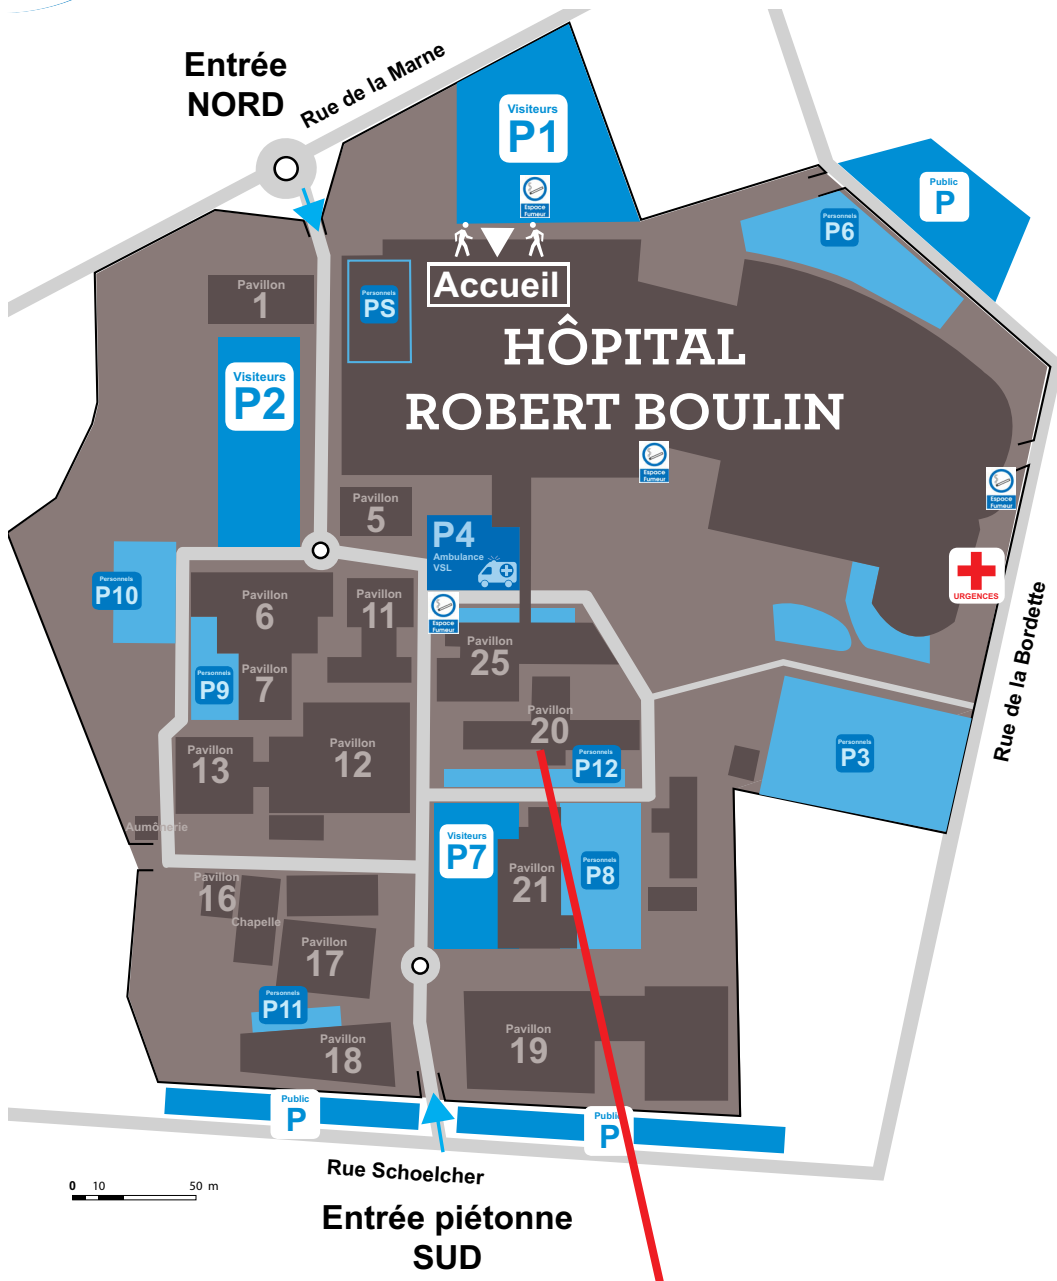 Entrée
NORD
Rue de la Marne
Visiteurs
P1
Espace
Fumeur
Public
P
Personnels
P6
Accueil
Pavillon
1
Personnels
PS
HÔPITAL
ROBERT BOULIN
Visiteurs
P2
Espace
Fumeur
Espace
Fumeur
Pavillon
5
P4
Ambulance
VSL
URGENCES
Personnels
P10
Pavillon
6
Pavillon
11
Espace
Fumeur
Rue de la Bordette
Pavillon
25
Personnels
P9
Pavillon
7
Pavillon
20
Pavillon
13
Pavillon
12
Personnels
P12
Personnels
P3
Aumônerie
Visiteurs
P7
Pavillon
21
Personnels
P8
Pavillon
16
Chapelle
Pavillon
17
Personnels
P11
Pavillon
18
Pavillon
19
Public
P
Public
P
Rue Schoelcher
0 10 50 m
Entrée piétonne
SUD